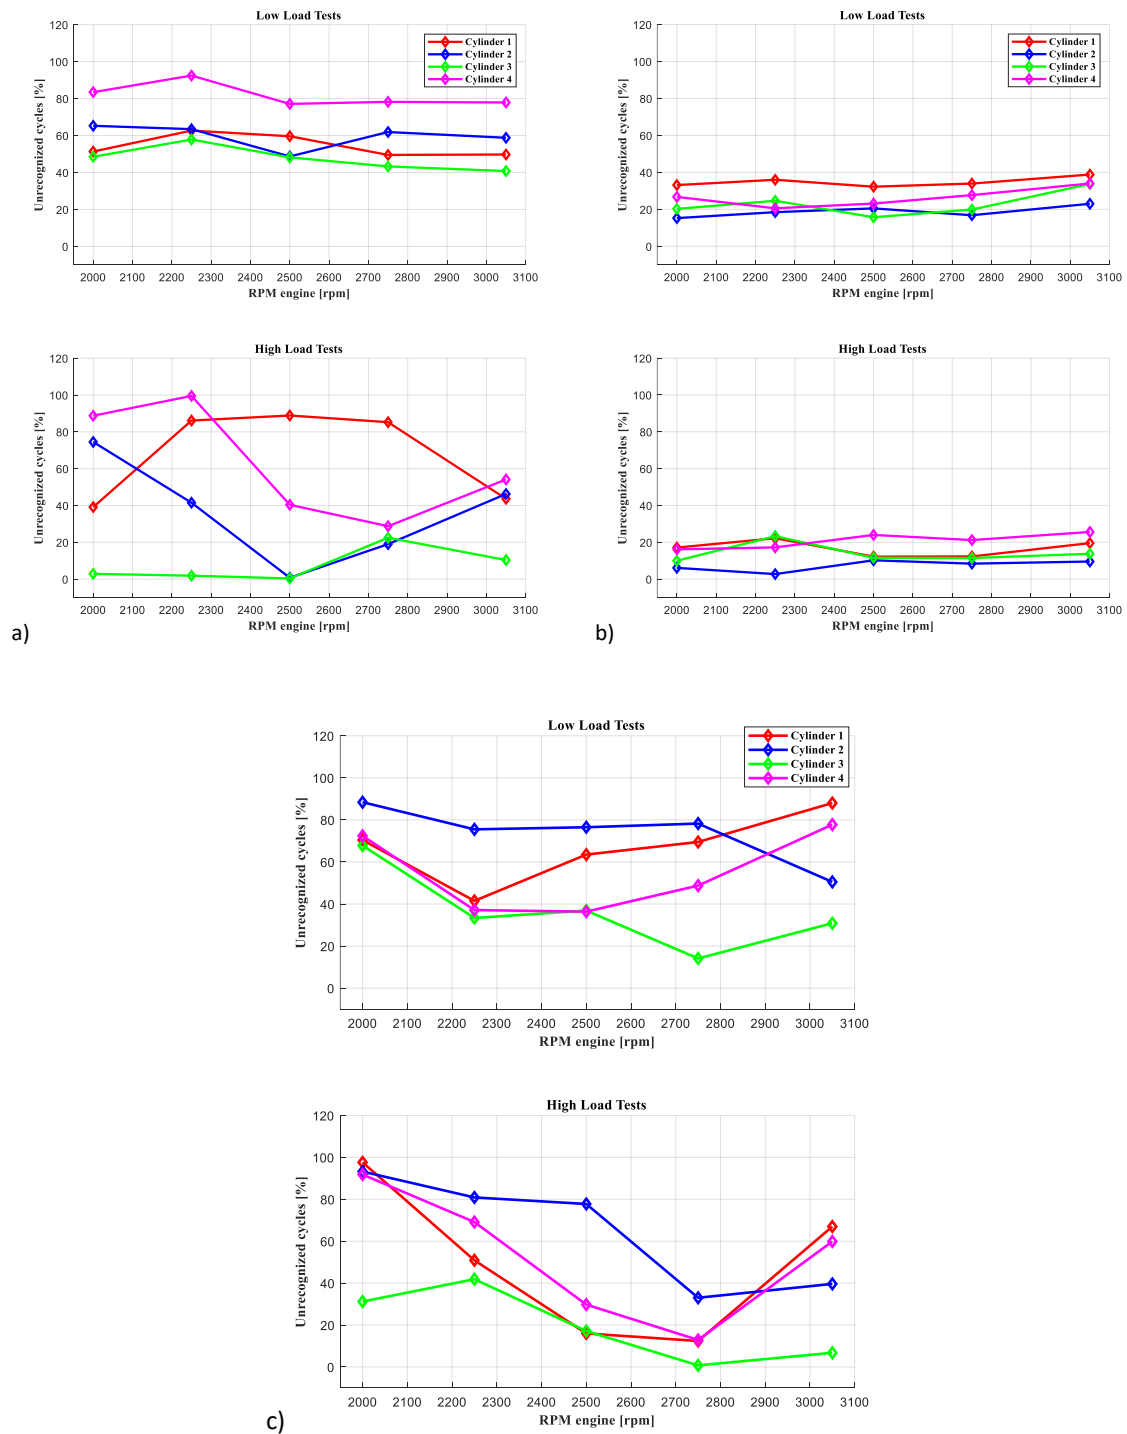 Low Load Tests
120
100
80
60
40
20
0
Unrecognized cycles [%]
Cylinder 1
Cylinder 2
Cylinder 3
Cylinder 4
2000 2100 2200 2300 2400 2500 2600 2700 2800 2900 3000 3100
RPM engine [rpm]
High Load Tests
120
100
80
60
40
20
0
Unrecognized cycles [%]
2000 2100 2200 2300 2400 2500 2600 2700 2800 2900 3000 3100
RPM engine [rpm]
a)
Low Load Tests
120
100
80
60
40
20
0
Unrecognized cycles [%]
Cylinder 1
Cylinder 2
Cylinder 3
Cylinder 4
2000 2100 2200 2300 2400 2500 2600 2700 2800 2900 3000 3100
RPM engine [rpm]
High Load Tests
120
100
80
60
40
20
0
Unrecognized cycles [%]
2000 2100 2200 2300 2400 2500 2600 2700 2800 2900 3000 3100
RPM engine [rpm]
b)
Low Load Tests
120
100
80
60
40
20
0
Unrecognized cycles [%]
Cylinder 1
Cylinder 2
Cylinder 3
Cylinder 4
2000 2100 2200 2300 2400 2500 2600 2700 2800 2900 3000 3100
RPM engine [rpm]
High Load Tests
120
100
80
60
40
20
0
Unrecognized cycles [%]
2000 2100 2200 2300 2400 2500 2600 2700 2800 2900 3000 3100
RPM engine [rpm]
c)